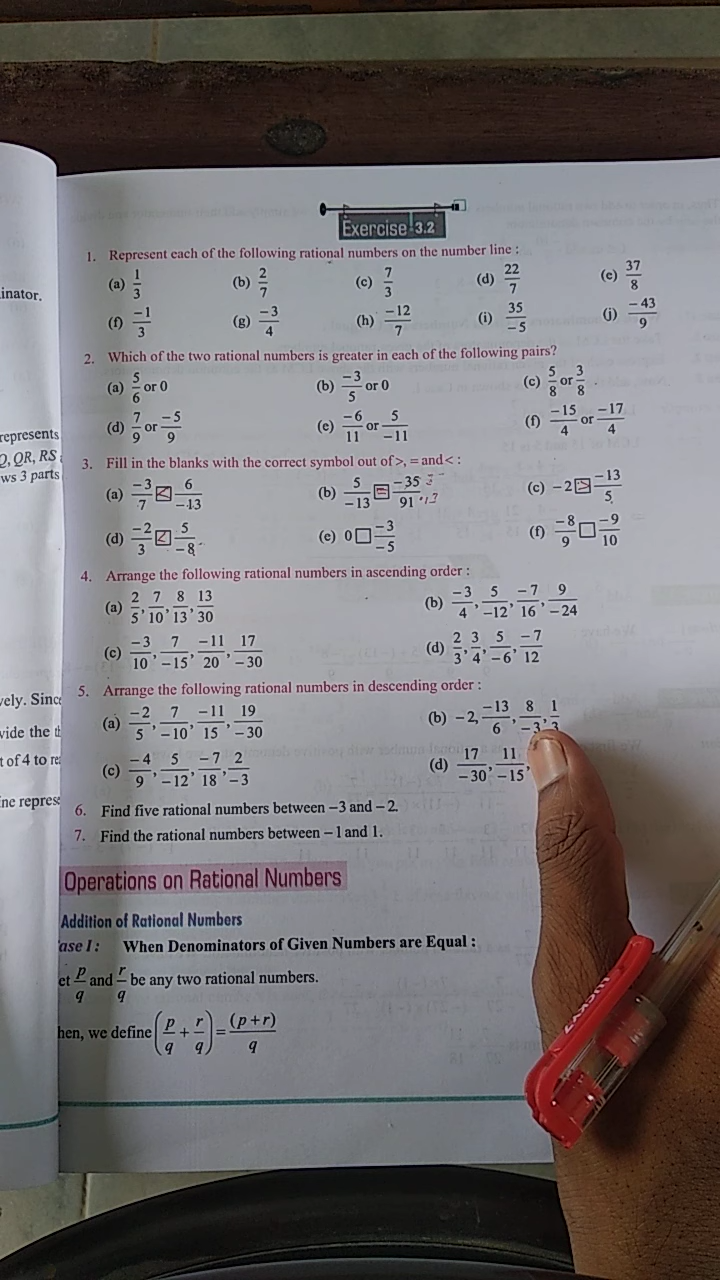 Exercise-3.2
1. Represent each of the following rational numbers on the number line :
(a) 1/3 (b) 2/7 (c) 7/3 (d) 22/7 (e) 37/8
(f) -1/3 (g) -3/4 (h) -12/7 (i) 35/-5 (j) -43/9
2. Which of the two rational numbers is greater in each of the following pairs?
(a) 5/6 or 0 (b) -3/5 or 0 (c) 5/8 or 3/8 .
(d) 7/9 or -5/9 (e) -6/11 or 5/-11 (f) -15/4 or -17/4
3. Fill in the blanks with the correct symbol out of >, = and < :
(a) -3/7 < 6/-13 (b) 5/-13 = -35/91 (c) -2 > -13/5
(d) -2/3 < 5/-8 (e) 0 □ -3/-5 (f) -8/9 □ -9/10
4. Arrange the following rational numbers in ascending order :
(a) 2/5, 7/10, 8/13, 13/30 (b) -3/4, 5/-12, -7/16, 9/-24
(c) -3/10, 7/-15, -11/20, 17/-30 (d) 2/3, 3/4, 5/-6, -7/12
5. Arrange the following rational numbers in descending order :
(a) -2/5, 7/-10, -11/15, 19/-30 (b) -2, -13/6, 8/-3, 1/3
(c) -4/9, 5/-12, -7/18, 2/-3 (d) 17/-30, 11/-15,
6. Find five rational numbers between -3 and -2.
7. Find the rational numbers between -1 and 1.
Operations on Rational Numbers
Addition of Rational Numbers
ase I : When Denominators of Given Numbers are Equal :
et p/q and r/q be any two rational numbers.
hen, we define (p/q + r/q) = (p+r)/q
inator.
represents
Q, QR, RS
ws 3 parts
vely. Since
vide the
t of 4 to
ne repres